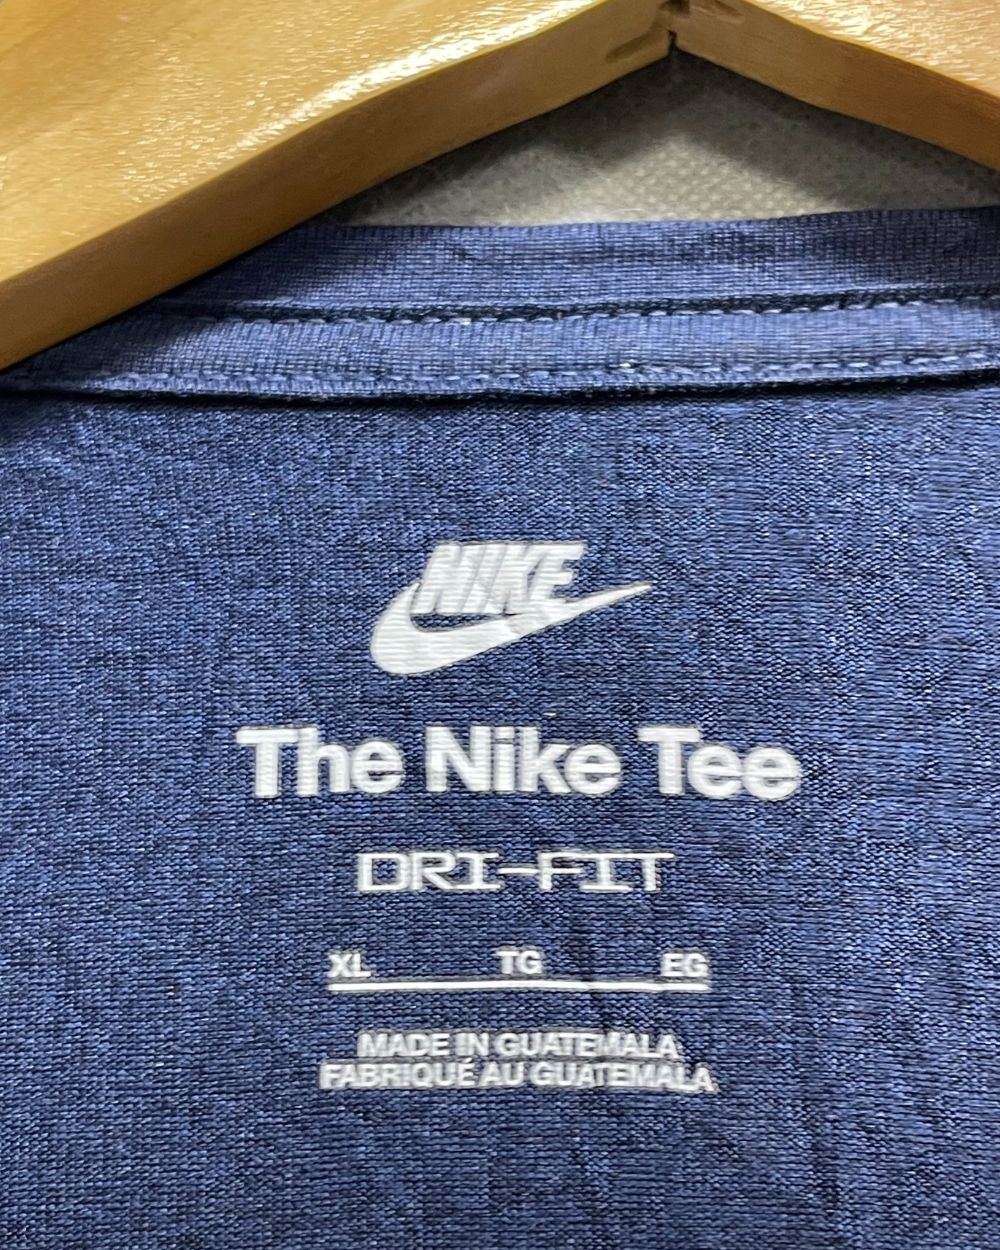 NIKE
The Nike Tee
DRI-FIT
XL TG EG
MADE IN GUATEMALA
FABRIQUÉ AU GUATEMALA